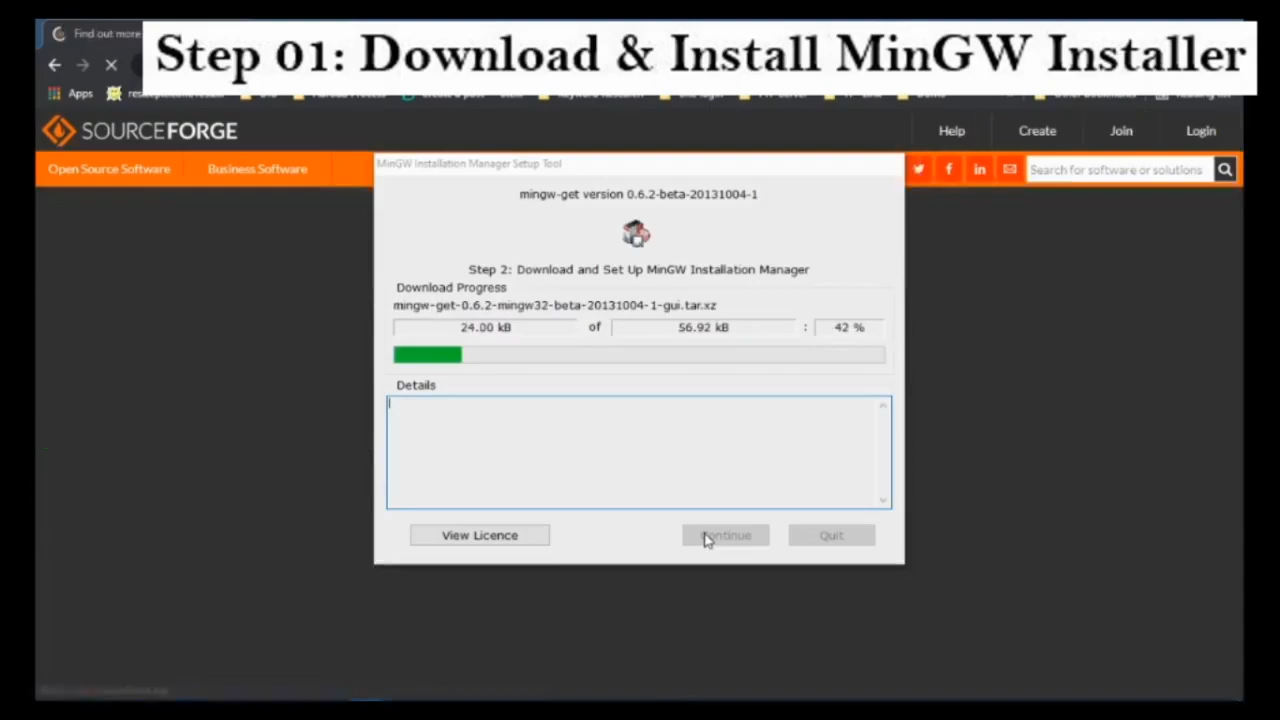 Find out more
Step 01: Download & Install MinGW Installer
Apps
SOURCEFORGE
Help
Create
Join
Login
Open Source Software
Business Software
Search for software or solutions
MinGW Installation Manager Setup Tool
mingw-get version 0.6.2-beta-20131004-1
Step 2: Download and Set Up MinGW Installation Manager
Download Progress
mingw-get-0.6.2-mingw32-beta-20131004-1-gui.tar.xz
24.00 kB of 56.92 kB : 42 %
Details
View Licence
Continue
Quit